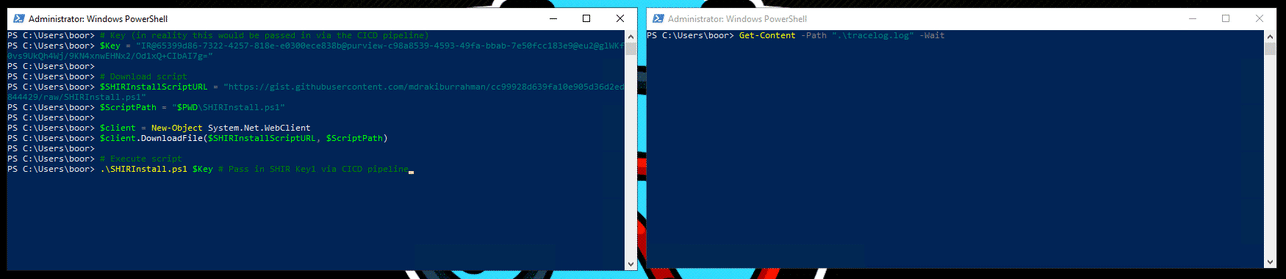 Administrator: Windows PowerShell
PS C:\Users\boor> # Key (in reality this would be passed in via the CICD pipeline)
PS C:\Users\boor> $Key = "IR@65399d86-7322-4257-818e-e0300ece838b@purview-c98a8539-4593-49fa-bbab-7e50fcc183e9@eu2@glWKf
0vs9UkQh4Wj/9KN4xnwEHNx2/Od1xQ+CIbAI7g="
PS C:\Users\boor>
PS C:\Users\boor> # Download script
PS C:\Users\boor> $SHIRInstallScriptURL = "https://gist.githubusercontent.com/mdrakiburrahman/cc99928d639fa10e905d36d2ed
844429/raw/SHIRInstall.ps1"
PS C:\Users\boor> $ScriptPath = "$PWD\SHIRInstall.ps1"
PS C:\Users\boor>
PS C:\Users\boor> $client = New-Object System.Net.WebClient
PS C:\Users\boor> $client.DownloadFile($SHIRInstallScriptURL, $ScriptPath)
PS C:\Users\boor>
PS C:\Users\boor> # Execute script
PS C:\Users\boor> .\SHIRInstall.ps1 $Key # Pass in SHIR Key1 via CICD pipeline
Administrator: Windows PowerShell
PS C:\Users\boor> Get-Content -Path ".\tracelog.log" -Wait